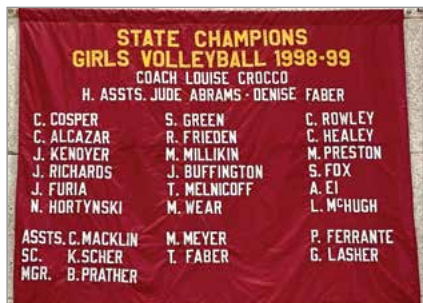 STATE CHAMPIONS
GIRLS VOLLEYBALL 1998-99
COACH LOUISE CROCCO
H. ASSTS. JUDE ABRAMS - DENISE FABER
C. COSPER S. GREEN C. ROWLEY
C. ALCAZAR R. FRIEDEN C. HEALEY
J. KENOYER M. MILLIKIN M. PRESTON
J. RICHARDS J. BUFFINGTON S. FOX
J. FURIA T. MELNICOFF A. EI
N. HORTYNSKI M. WEAR L. MCHUGH
ASSTS. C. MACKLIN M. MEYER P. FERRANTE
SC. K. SCHER T. FABER G. LASHER
MGR. B. PRATHER